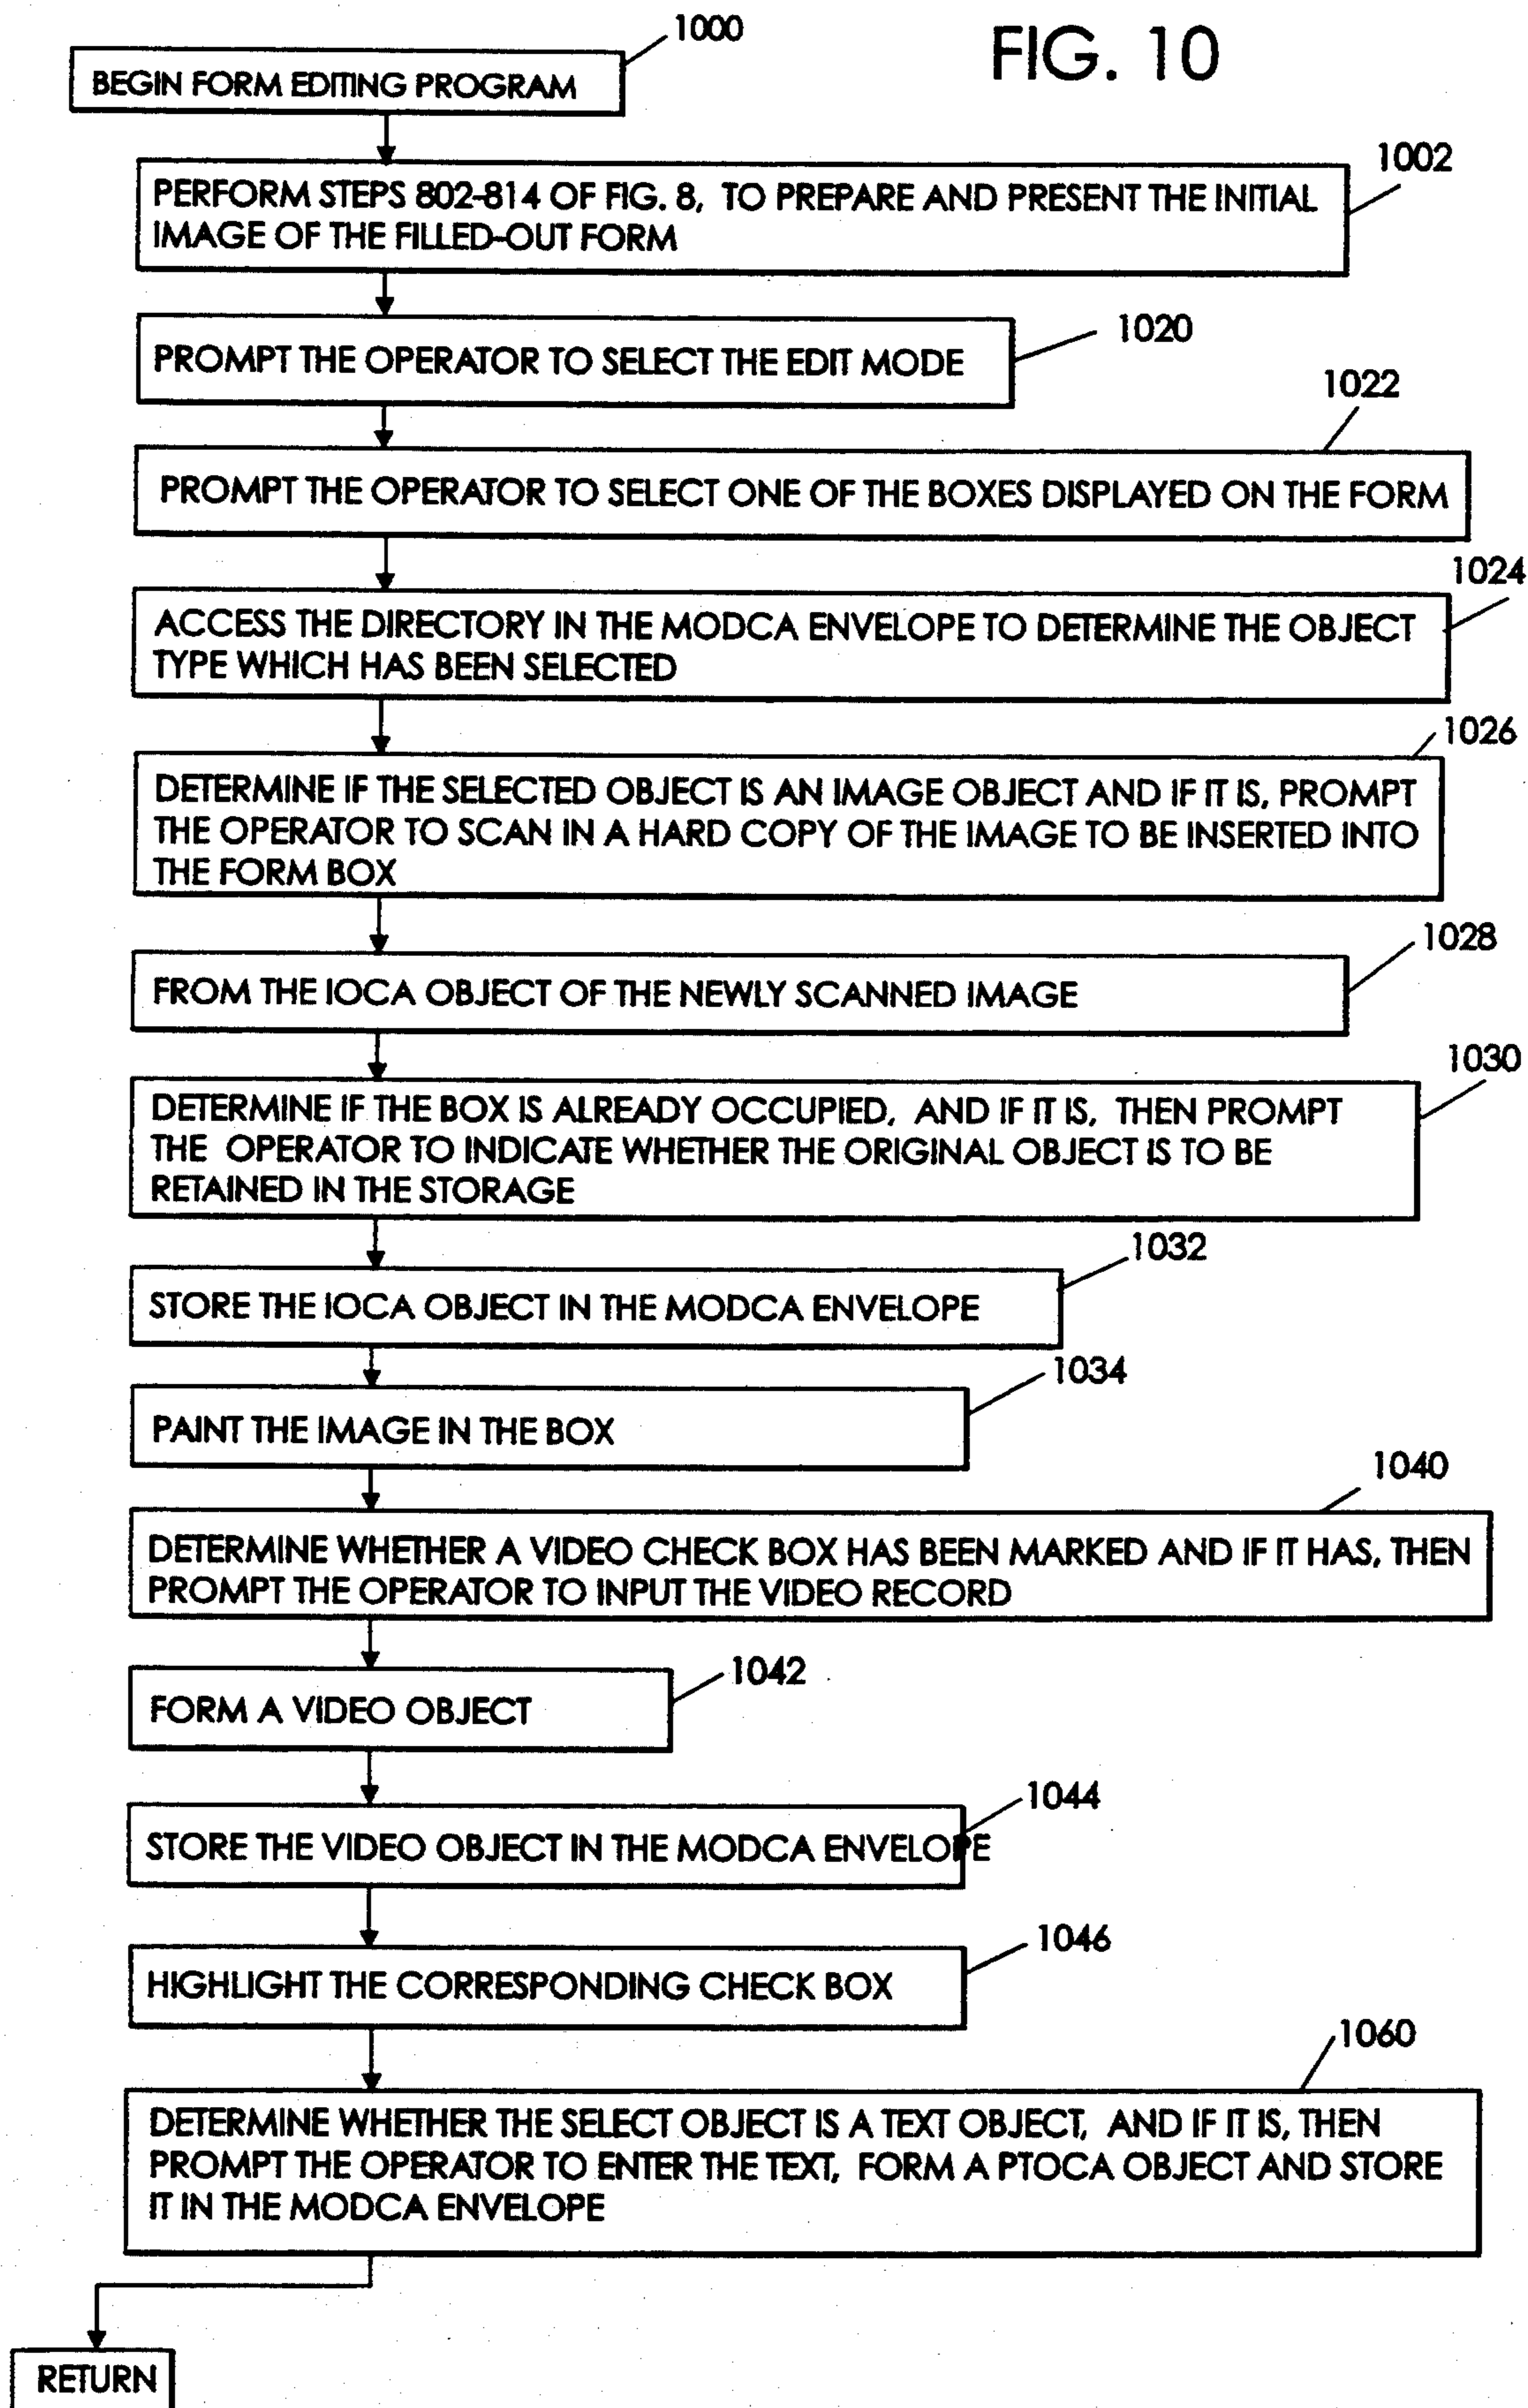 FIG. 10
1000
BEGIN FORM EDITING PROGRAM
1002
PERFORM STEPS 802-814 OF FIG. 8, TO PREPARE AND PRESENT THE INITIAL
IMAGE OF THE FILLED-OUT FORM
1020
PROMPT THE OPERATOR TO SELECT THE EDIT MODE
1022
PROMPT THE OPERATOR TO SELECT ONE OF THE BOXES DISPLAYED ON THE FORM
1024
ACCESS THE DIRECTORY IN THE MODCA ENVELOPE TO DETERMINE THE OBJECT
TYPE WHICH HAS BEEN SELECTED
1026
DETERMINE IF THE SELECTED OBJECT IS AN IMAGE OBJECT AND IF IT IS, PROMPT
THE OPERATOR TO SCAN IN A HARD COPY OF THE IMAGE TO BE INSERTED INTO
THE FORM BOX
1028
FROM THE IOCA OBJECT OF THE NEWLY SCANNED IMAGE
1030
DETERMINE IF THE BOX IS ALREADY OCCUPIED, AND IF IT IS, THEN PROMPT
THE OPERATOR TO INDICATE WHETHER THE ORIGINAL OBJECT IS TO BE
RETAINED IN THE STORAGE
1032
STORE THE IOCA OBJECT IN THE MODCA ENVELOPE
1034
PAINT THE IMAGE IN THE BOX
1040
DETERMINE WHETHER A VIDEO CHECK BOX HAS BEEN MARKED AND IF IT HAS, THEN
PROMPT THE OPERATOR TO INPUT THE VIDEO RECORD
1042
FORM A VIDEO OBJECT
1044
STORE THE VIDEO OBJECT IN THE MODCA ENVELOPE
1046
HIGHLIGHT THE CORRESPONDING CHECK BOX
1060
DETERMINE WHETHER THE SELECT OBJECT IS A TEXT OBJECT, AND IF IT IS, THEN
PROMPT THE OPERATOR TO ENTER THE TEXT, FORM A PTOCA OBJECT AND STORE
IT IN THE MODCA ENVELOPE
RETURN